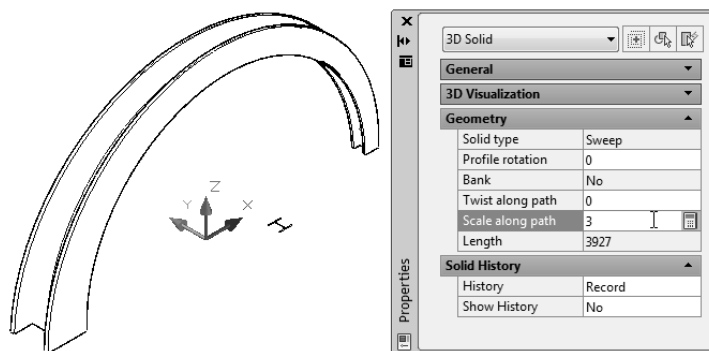 Z
Y
X
3D Solid
General
3D Visualization
Geometry
Solid type Sweep
Profile rotation 0
Bank No
Twist along path 0
Scale along path 3
Length 3927
Solid History
History Record
Show History No
Properties